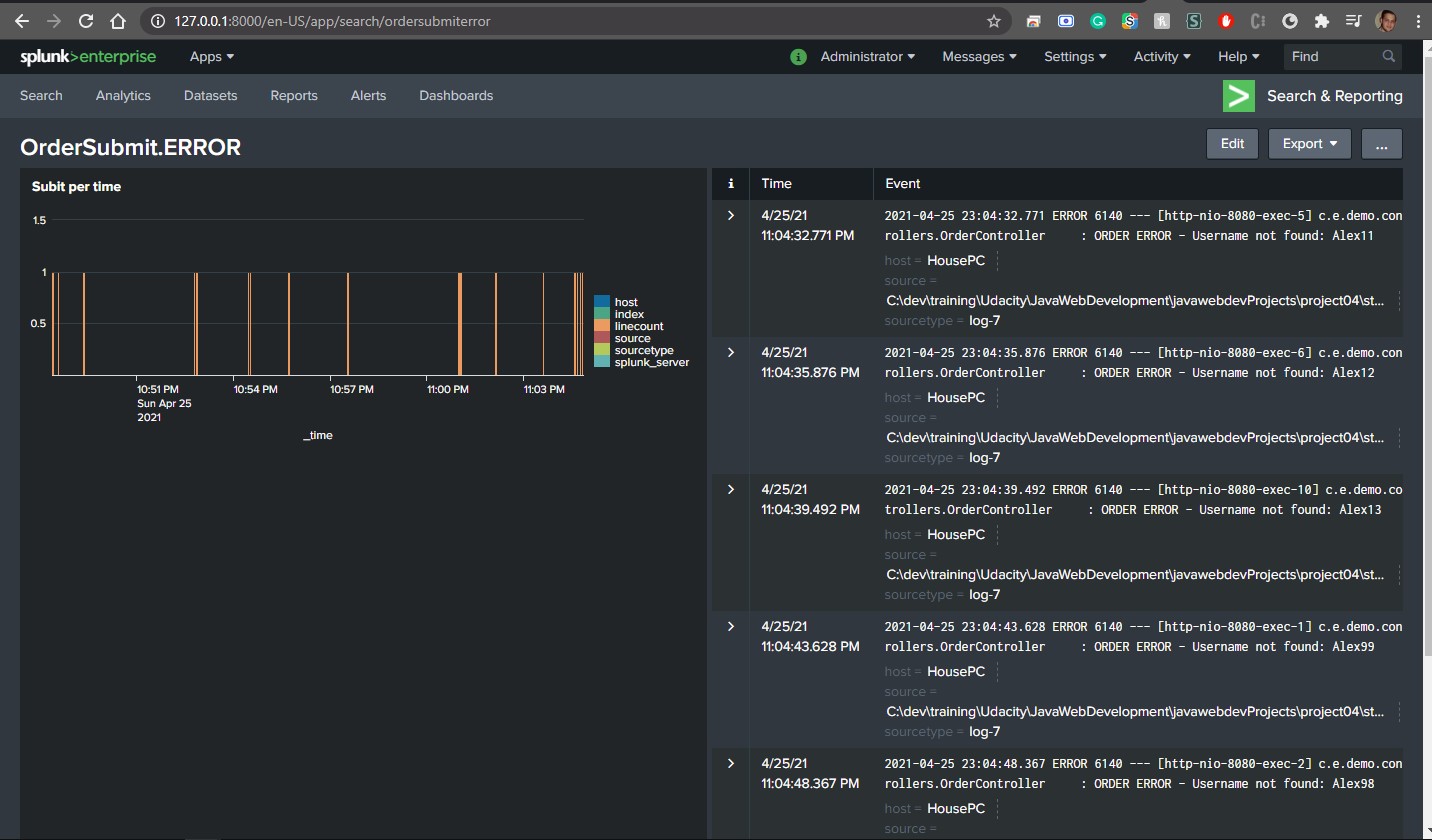 127.0.0.1:8000/en-US/app/search/ordersubmiterror
splunk>enterprise Apps Administrator Messages Settings Activity Help Find
Search Analytics Datasets Reports Alerts Dashboards Search & Reporting
OrderSubmit.ERROR Edit Export ...
Subit per time
1.5
1
0.5
host
index
linecount
source
sourcetype
splunk_server
10:51 PM 10:54 PM 10:57 PM 11:00 PM 11:03 PM
Sun Apr 25
2021
_time
i Time Event
4/25/21 2021-04-25 23:04:32.771 ERROR 6140 --- [http-nio-8080-exec-5] c.e.demo.con
11:04:32.771 PM rollers.OrderController : ORDER ERROR - Username not found: Alex11
host = HousePC
source =
C:\dev\training\Udacity\JavaWebDevelopment\javawebdevProjects\project04\st...
sourcetype = log-7
4/25/21 2021-04-25 23:04:35.876 ERROR 6140 --- [http-nio-8080-exec-6] c.e.demo.con
11:04:35.876 PM rollers.OrderController : ORDER ERROR - Username not found: Alex12
host = HousePC
source =
C:\dev\training\Udacity\JavaWebDevelopment\javawebdevProjects\project04\st...
sourcetype = log-7
4/25/21 2021-04-25 23:04:39.492 ERROR 6140 --- [http-nio-8080-exec-10] c.e.demo.co
11:04:39.492 PM trollers.OrderController : ORDER ERROR - Username not found: Alex13
host = HousePC
source =
C:\dev\training\Udacity\JavaWebDevelopment\javawebdevProjects\project04\st...
sourcetype = log-7
4/25/21 2021-04-25 23:04:43.628 ERROR 6140 --- [http-nio-8080-exec-1] c.e.demo.con
11:04:43.628 PM rollers.OrderController : ORDER ERROR - Username not found: Alex99
host = HousePC
source =
C:\dev\training\Udacity\JavaWebDevelopment\javawebdevProjects\project04\st...
sourcetype = log-7
4/25/21 2021-04-25 23:04:48.367 ERROR 6140 --- [http-nio-8080-exec-2] c.e.demo.con
11:04:48.367 PM rollers.OrderController : ORDER ERROR - Username not found: Alex98
host = HousePC
source =